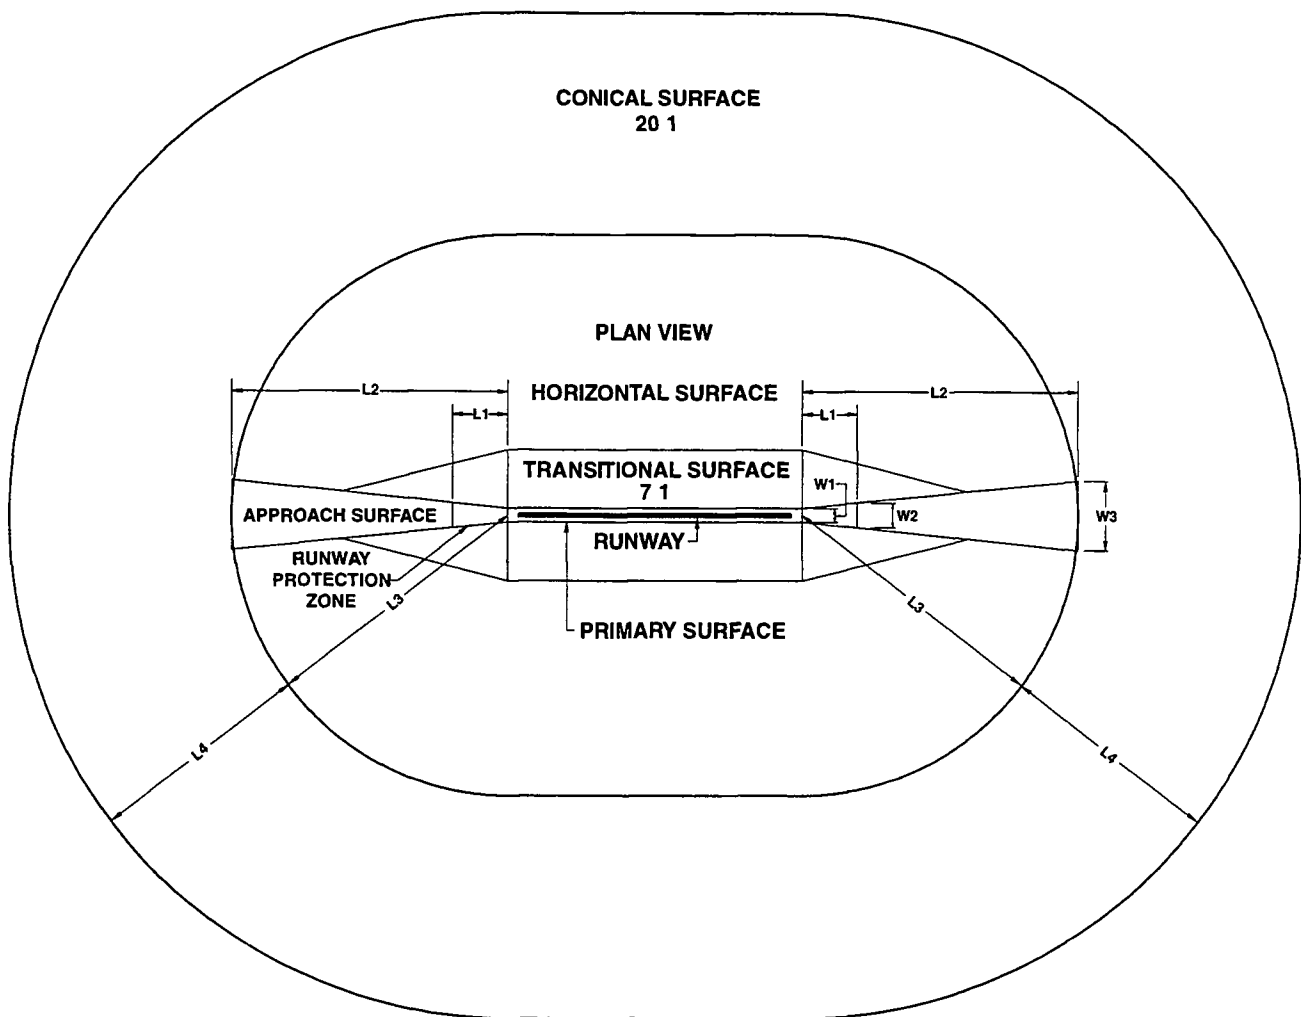 CONICAL SURFACE
20 1
PLAN VIEW
L2
HORIZONTAL SURFACE
L2
L1
L1
TRANSITIONAL SURFACE
7 1
W1
APPROACH SURFACE
W2
W3
RUNWAY
RUNWAY
PROTECTION
ZONE
L3
L3
PRIMARY SURFACE
L4
L4